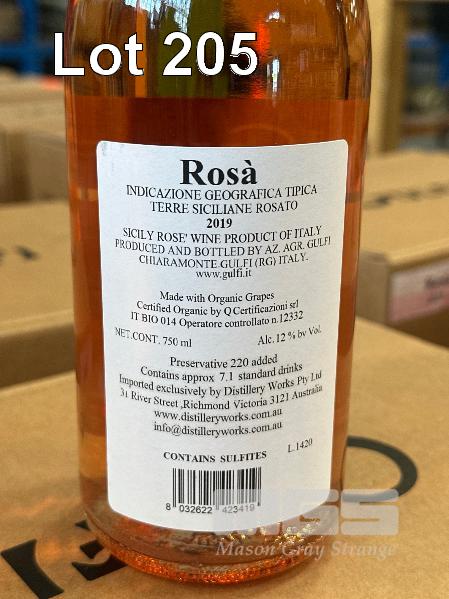 Lot 205
Rosà
INDICAZIONE GEOGRAFICA TIPICA
TERRE SICILIANE ROSATO
2019
SICILY ROSE' WINE PRODUCT OF ITALY
PRODUCED AND BOTTLED BY AZ. AGR. GULFI
CHIARAMONTE GULFI (RG) ITALY.
www.gulfi.it
Made with Organic Grapes
Certified Organic by Q Certificazioni srl
IT BIO 014 Operatore controllato n.12332
NET.CONT. 750 ml Alc. 12 % bv Vol.
Preservative 220 added
Contains approx 7.1 standard drinks
Imported exclusively by Distillery Works Pty Ltd
31 River Street ,Richmond Victoria 3121 Australia
www.distilleryworks.com.au
info@distilleryworks.com.au
CONTAINS SULFITES L.1420
8 032622 423419
Mason Gray Strange